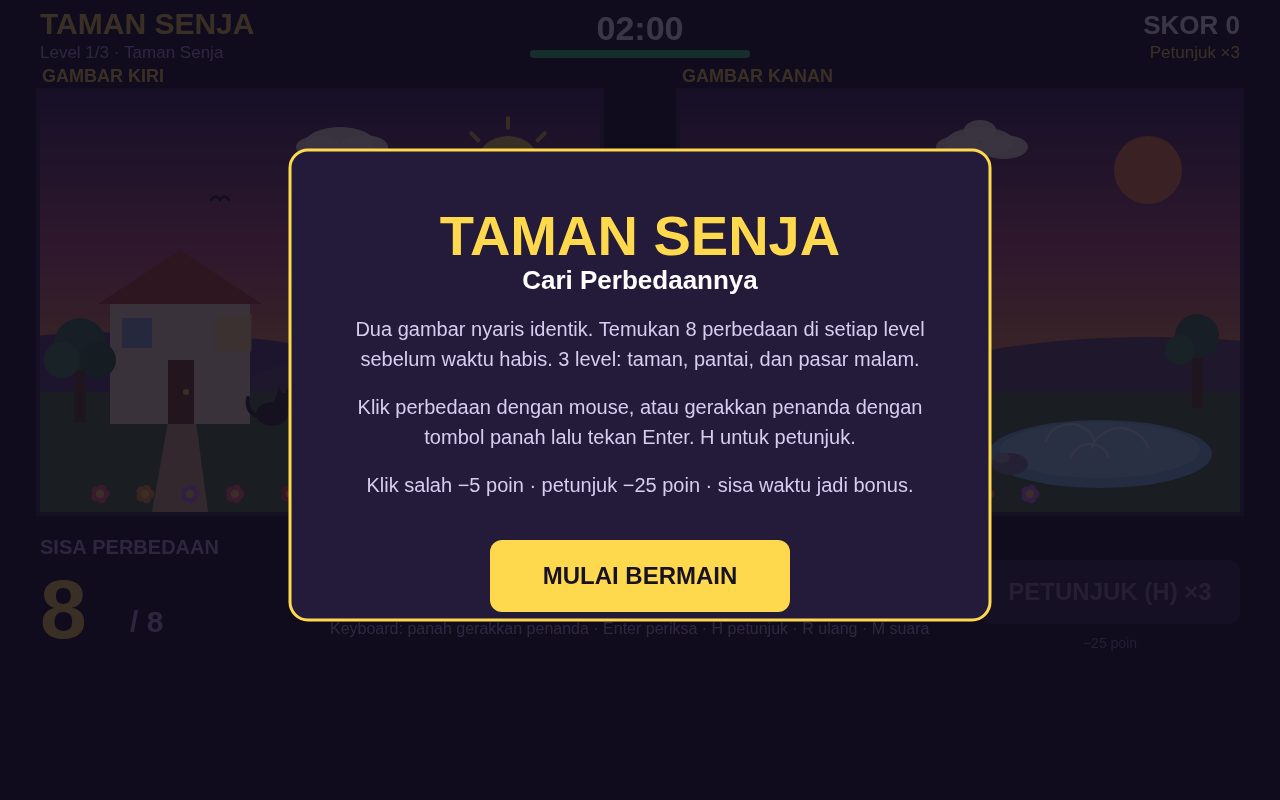 TAMAN SENJA
Level 1/3 · Taman Senja
02:00
SKOR 0
Petunjuk ×3
GAMBAR KIRI
GAMBAR KANAN
TAMAN SENJA
Cari Perbedaannya
Dua gambar nyaris identik. Temukan 8 perbedaan di setiap level
sebelum waktu habis. 3 level: taman, pantai, dan pasar malam.
Klik perbedaan dengan mouse, atau gerakkan penanda dengan
tombol panah lalu tekan Enter. H untuk petunjuk.
Klik salah −5 poin · petunjuk −25 poin · sisa waktu jadi bonus.
MULAI BERMAIN
SISA PERBEDAAN
8 / 8
PETUNJUK (H) ×3
−25 poin
Keyboard: panah gerakkan penanda · Enter periksa · H petunjuk · R ulang · M suara